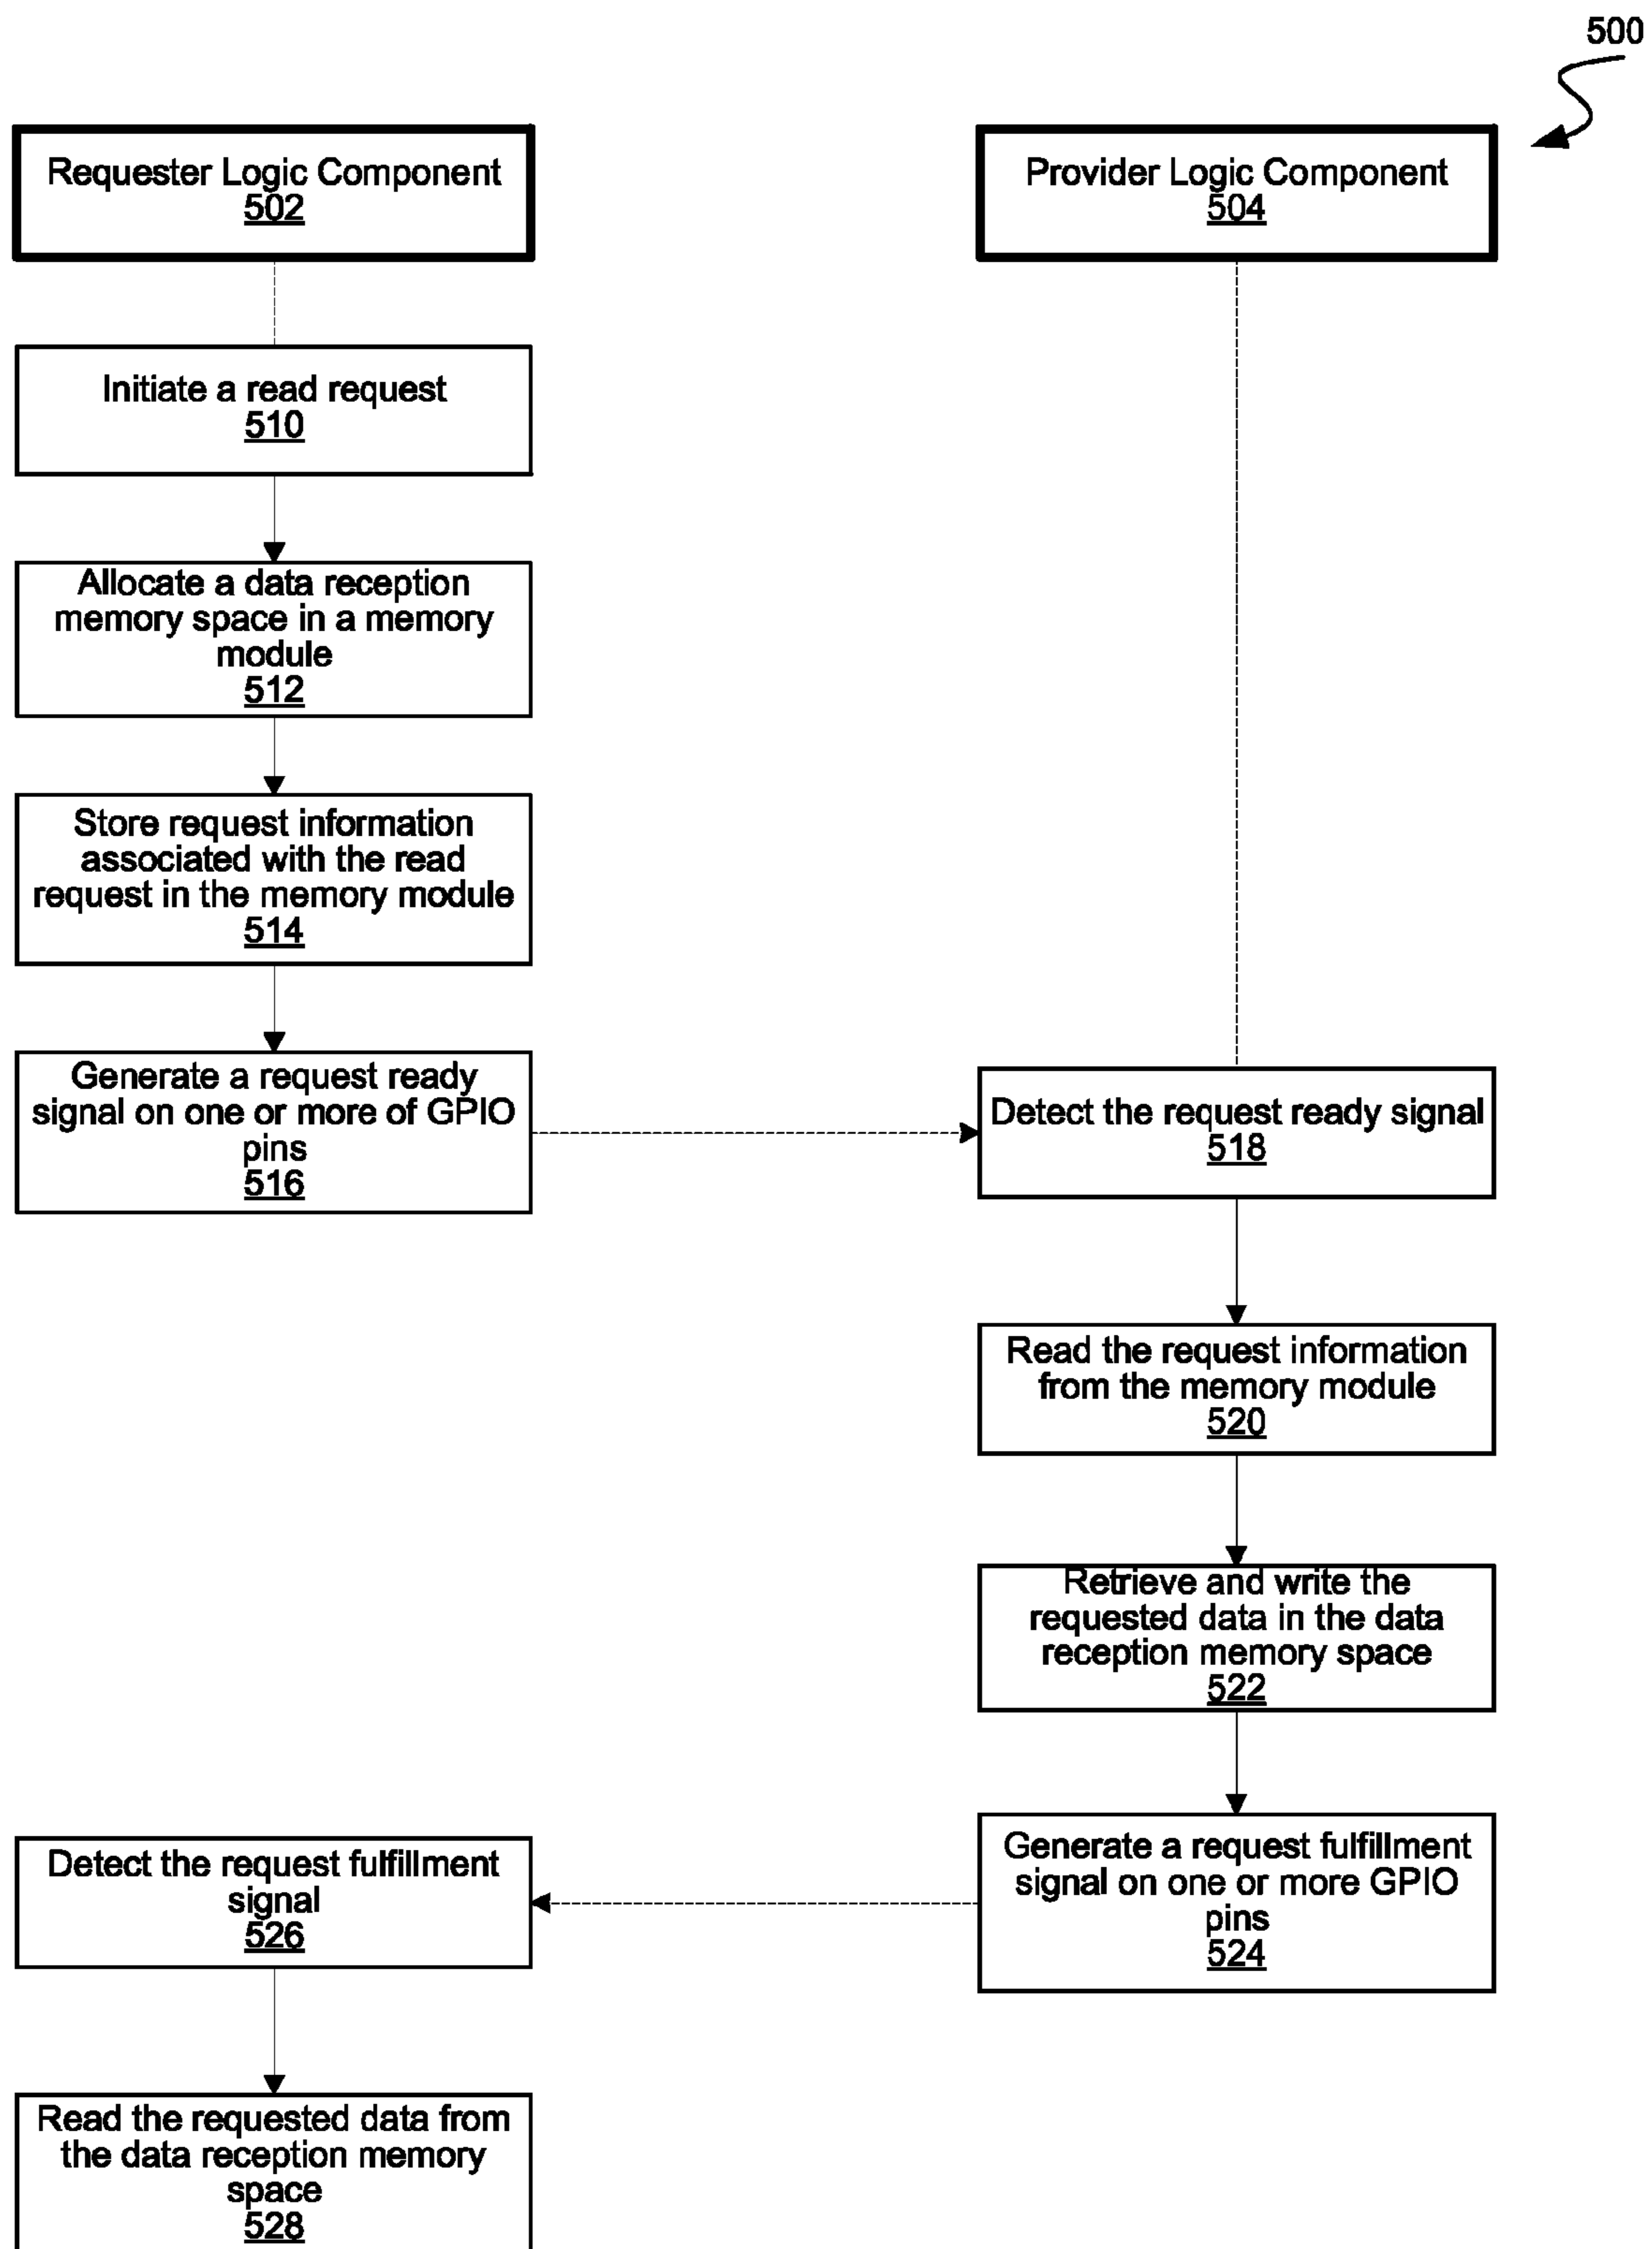 500
Requester Logic Component
502
Provider Logic Component
504
Initiate a read request
510
Allocate a data reception
memory space in a memory
module
512
Store request information
associated with the read
request in the memory module
514
Generate a request ready
signal on one or more of GPIO
pins
516
Detect the request ready signal
518
Read the request information
from the memory module
520
Retrieve and write the
requested data in the data
reception memory space
522
Generate a request fulfillment
signal on one or more GPIO
pins
524
Detect the request fulfillment
signal
526
Read the requested data from
the data reception memory
space
528